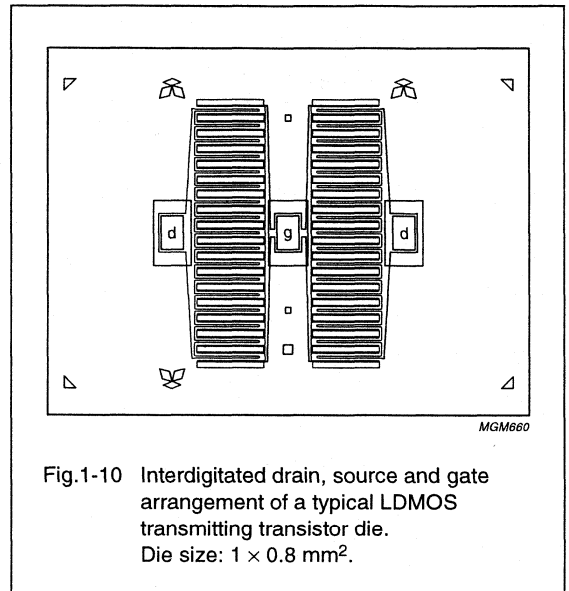 d
g
d
MGM660
Fig.1-10 Interdigitated drain, source and gate
arrangement of a typical LDMOS
transmitting transistor die.
Die size: 1 × 0.8 mm².